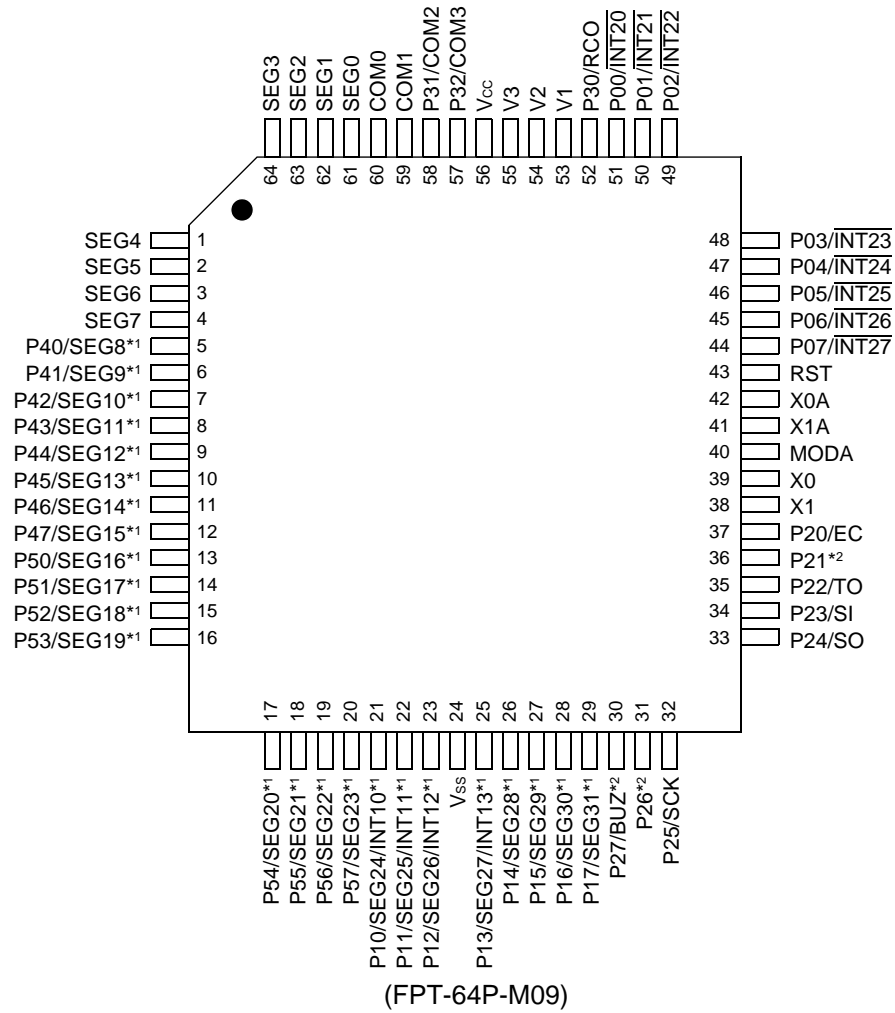 SEG3
SEG2
SEG1
SEG0
COM0
COM1
P31/COM2
P32/COM3
Vcc
V3
V2
V1
P30/RCO
P00/INT20
P01/INT21
P02/INT22
64
63
62
61
60
59
58
57
56
55
54
53
52
51
50
49
SEG4 1
SEG5 2
SEG6 3
SEG7 4
P40/SEG8*1 5
P41/SEG9*1 6
P42/SEG10*1 7
P43/SEG11*1 8
P44/SEG12*1 9
P45/SEG13*1 10
P46/SEG14*1 11
P47/SEG15*1 12
P50/SEG16*1 13
P51/SEG17*1 14
P52/SEG18*1 15
P53/SEG19*1 16
48 P03/INT23
47 P04/INT24
46 P05/INT25
45 P06/INT26
44 P07/INT27
43 RST
42 X0A
41 X1A
40 MODA
39 X0
38 X1
37 P20/EC
36 P21*2
35 P22/TO
34 P23/SI
33 P24/SO
17
18
19
20
21
22
23
24
25
26
27
28
29
30
31
32
P54/SEG20*1
P55/SEG21*1
P56/SEG22*1
P57/SEG23*1
P10/SEG24/INT10*1
P11/SEG25/INT11*1
P12/SEG26/INT12*1
Vss
P13/SEG27/INT13*1
P14/SEG28*1
P15/SEG29*1
P16/SEG30*1
P17/SEG31*1
P27/BUZ*2
P26*2
P25/SCK
(FPT-64P-M09)